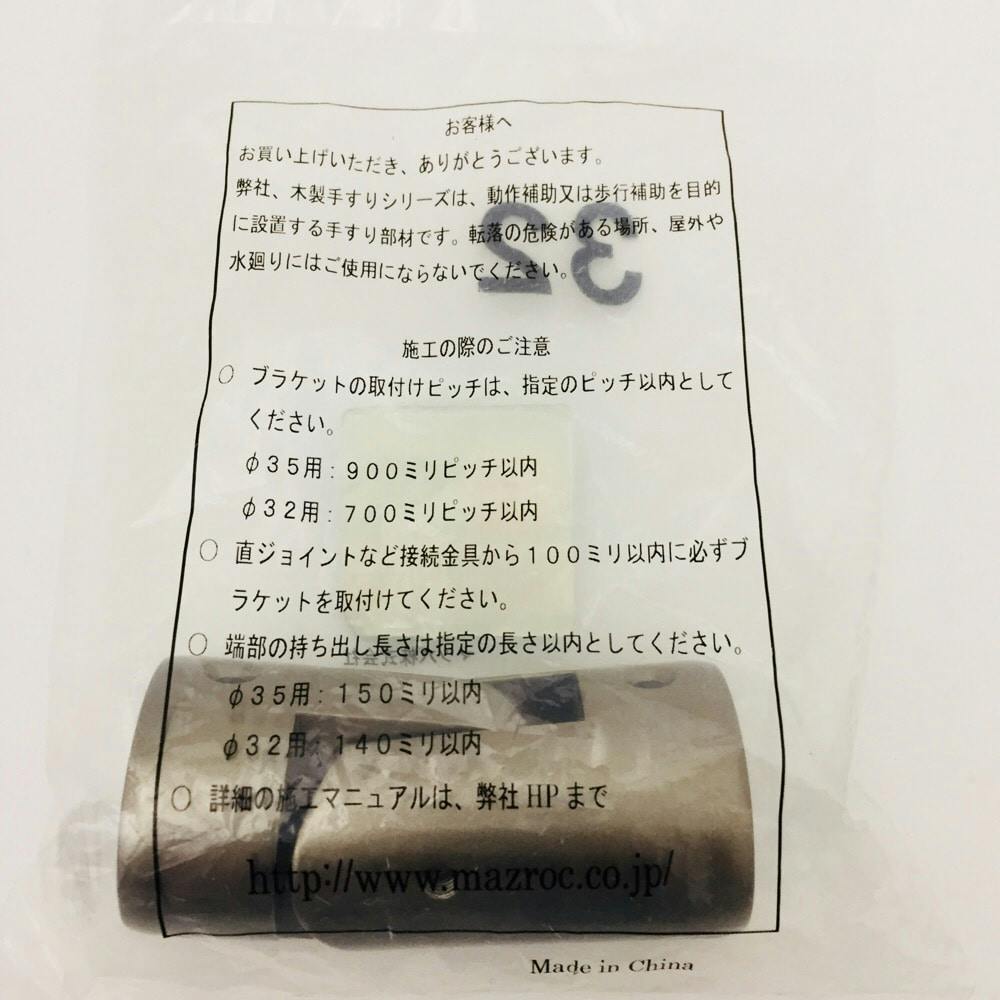 お客様へ
お買い上げいただき、ありがとうございます。
弊社、木製手すりシリーズは、動作補助又は歩行補助を目的
に設置する手すり部材です。転落の危険がある場所、屋外や
水廻りにはご使用にならないでください。
32
施工の際のご注意
○ ブラケットの取付けピッチは、指定のピッチ以内として
ください。
φ35用：900ミリピッチ以内
φ32用：700ミリピッチ以内
○ 直ジョイントなど接続金具から100ミリ以内に必ずブ
ラケットを取付けてください。
○ 端部の持ち出し長さは指定の長さ以内としてください。
株式会社
φ35用：150ミリ以内
φ32用：140ミリ以内
○ 詳細の施工マニュアルは、弊社HPまで
http://www.mazroc.co.jp/
Made in China